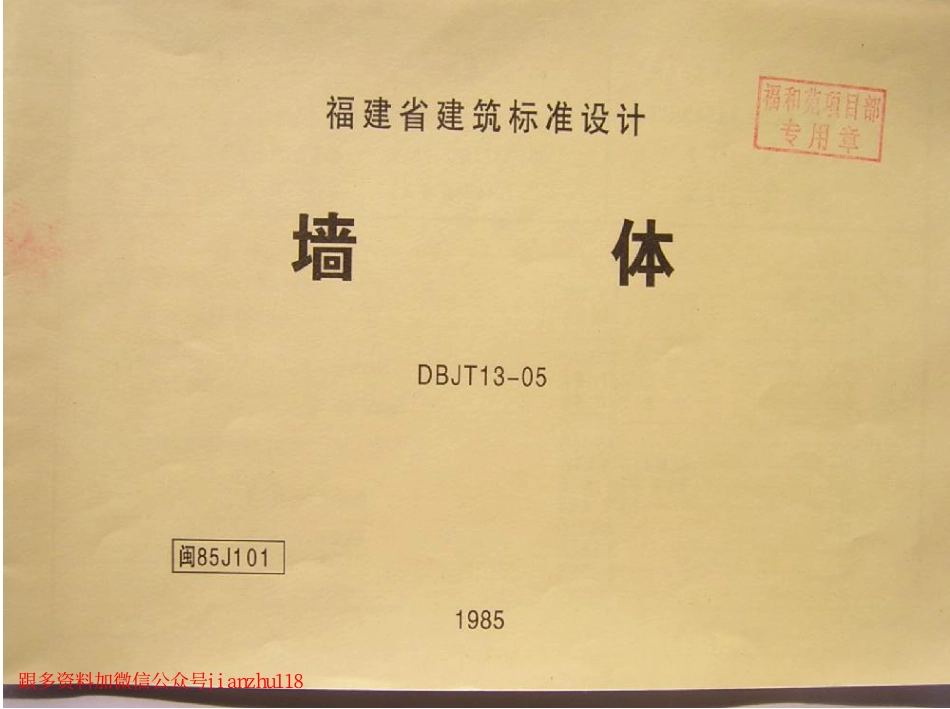 福建省建筑标准设计
福和苑项目部
专用章
墙 体
DBJT13-05
闽85J101
1985
跟多资料加微信公众号jianzhu118